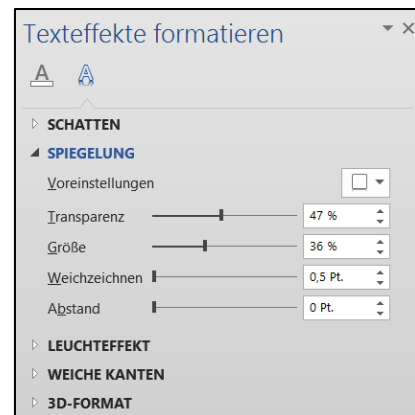 Texteffekte formatieren
SCHATTEN
SPIEGELUNG
Voreinstellungen
Transparenz 47 %
Größe 36 %
Weichzeichnen 0,5 Pt.
Abstand 0 Pt.
LEUCHTEFFEKT
WEICHE KANTEN
3D-FORMAT